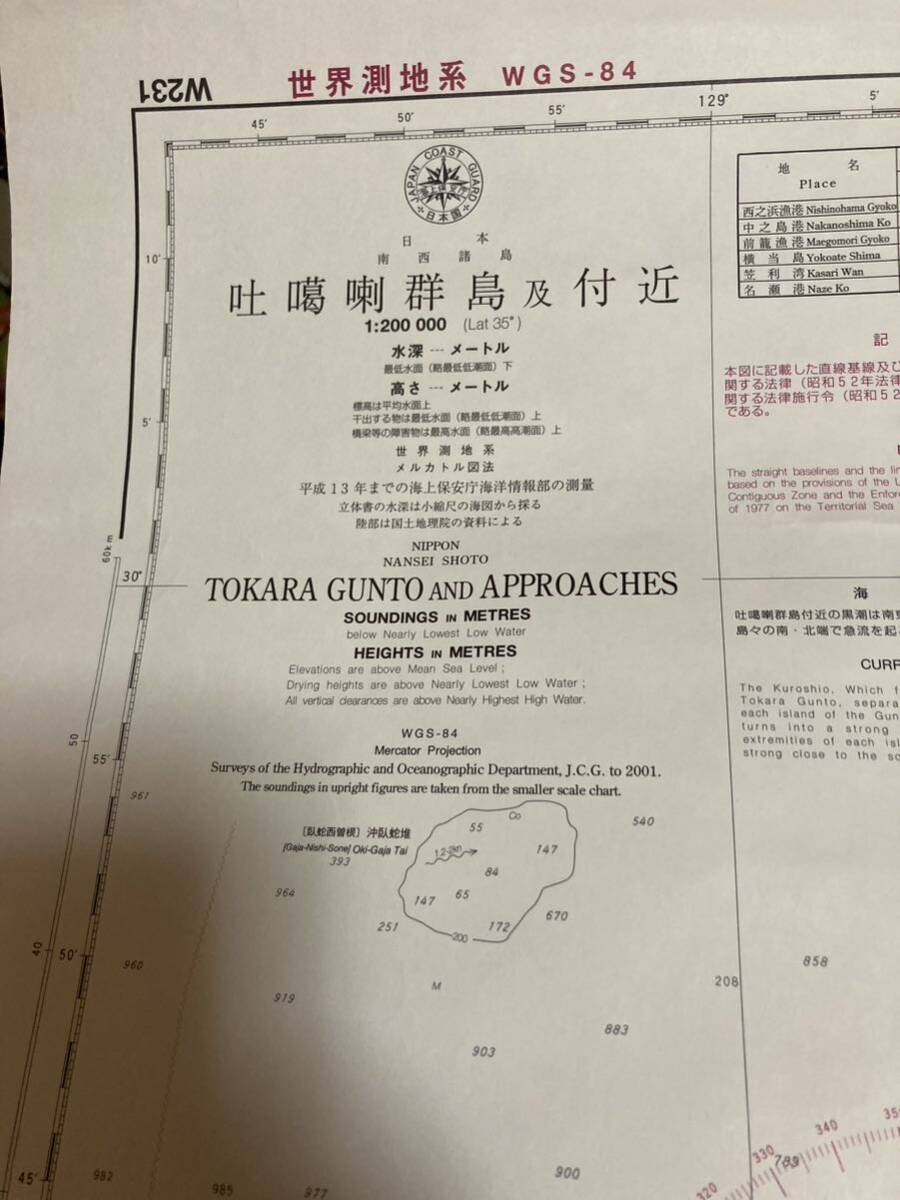 W231
世界測地系 WGS-84
45′ 50′ 55′ 129° 5′
JAPAN COAST GUARD
海上保安庁
日本国
日本
南西諸島
吐噶喇群島及付近
1:200 000 (Lat 35°)
水深 --- メートル
最低水面（略最低低潮面）下
高さ --- メートル
標高は平均水面上
干出する物は最低水面（略最低低潮面）上
橋梁等の障害物は最高水面（略最高高潮面）上
世界測地系
メルカトル図法
平成13年までの海上保安庁海洋情報部の測量
立体書の水深は小縮尺の海図から採る
陸部は国土地理院の資料による
NIPPON
NANSEI SHOTO
TOKARA GUNTO AND APPROACHES
SOUNDINGS IN METRES
below Nearly Lowest Low Water
HEIGHTS IN METRES
Elevations are above Mean Sea Level ;
Drying heights are above Nearly Lowest Low Water ;
All vertical clearances are above Nearly Highest High Water.
WGS-84
Mercator Projection
Surveys of the Hydrographic and Oceanographic Department, J.C.G. to 2001.
The soundings in upright figures are taken from the smaller scale chart.
地名
Place
西之浜漁港 Nishinohama Gyoko
中之島港 Nakanoshima Ko
前籠漁港 Maegomori Gyoko
横当島 Yokoate Shima
笠利湾 Kasari Wan
名瀬港 Naze Ko
記
本図に記載した直線基線及び
関する法律（昭和52年法律
関する法律施行令（昭和52
である。
The straight baselines and the
based on the provisions of the
Contiguous Zone and the
of 1977 on the Territorial Sea
海
吐噶喇群島付近の黒潮は南東
島々の南・北端で急流を起
CURR
The Kuroshio, Which
Tokara Gunto,
each island of the
turns into a strong
extremities of each
strong close to the
10′
5′
30°
55′
50′
45′
60km
50
40
961
〔臥蛇西曽根〕沖臥蛇堆
[Gaja-Nishi-Sone] Oki-Gaja Tai
Co
55
540
393
147
84
964
147
65
251
172
670
200
960
858
M
208
919
883
903
982
985
977
900
783
320 330 340